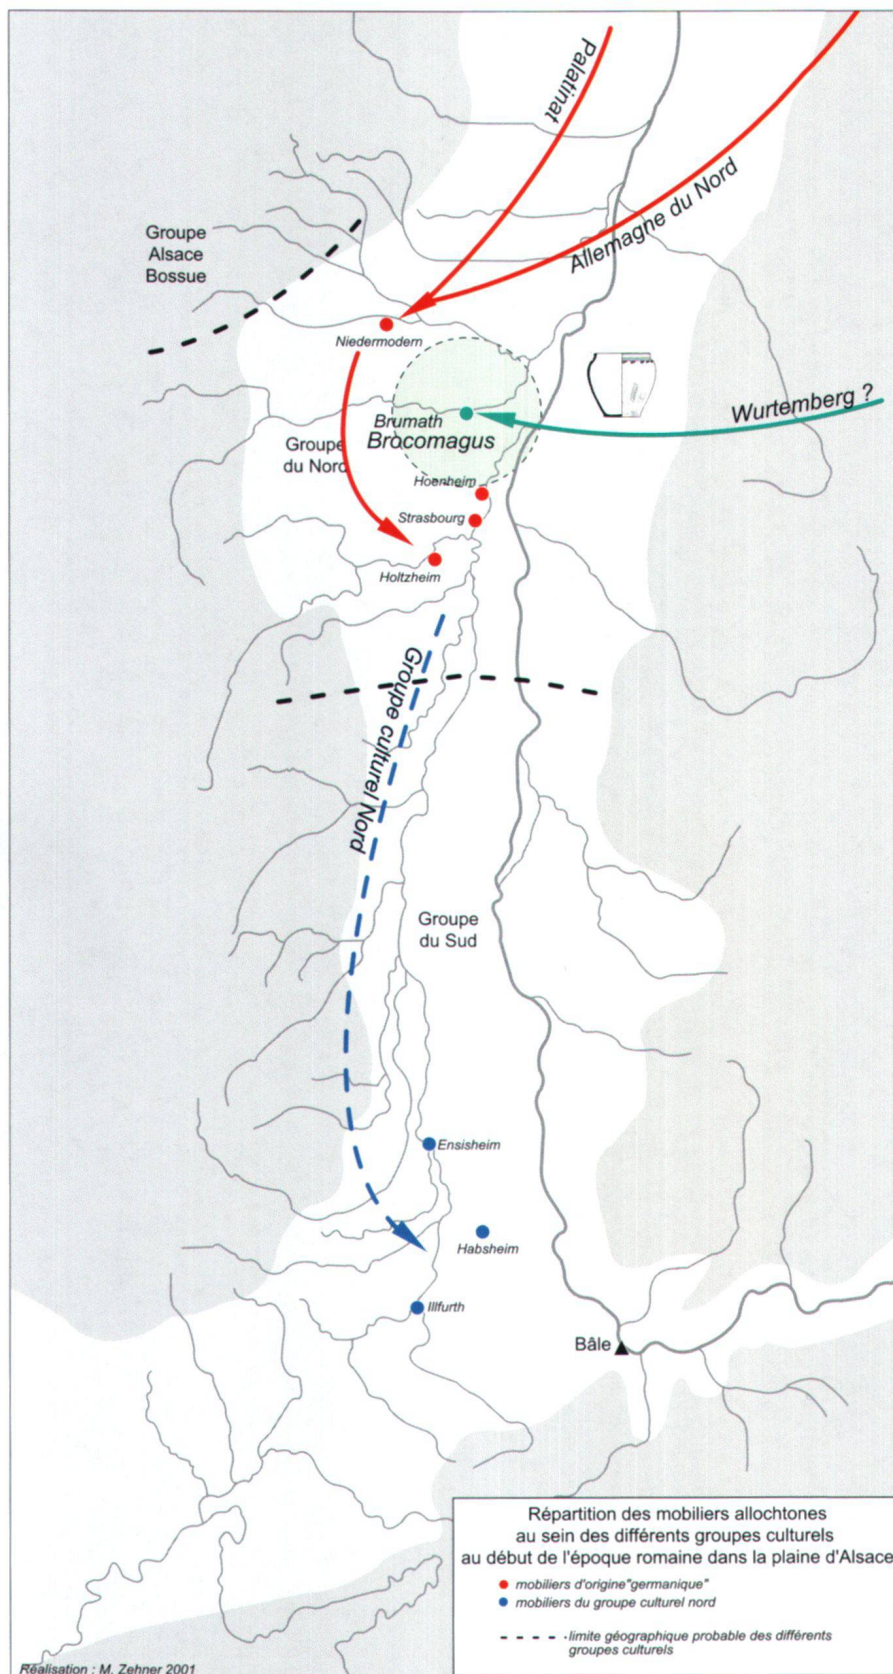 Palatinat
Allemagne du Nord
Groupe
Alsace
Bossue
Niedermodern
Wurtemberg ?
Brumath
Brocomagus
Groupe
du Nord
Hoenheim
Strasbourg
Holtzheim
Groupe culturel Nord
Groupe
du Sud
Ensisheim
Habsheim
Illfurth
Bâle
Répartition des mobiliers allochtones
au sein des différents groupes culturels
au début de l'époque romaine dans la plaine d'Alsace
mobiliers d'origine"germanique"
mobiliers du groupe culturel nord
limite géographique probable des différents
groupes culturels
Réalisation : M. Zehner 2001